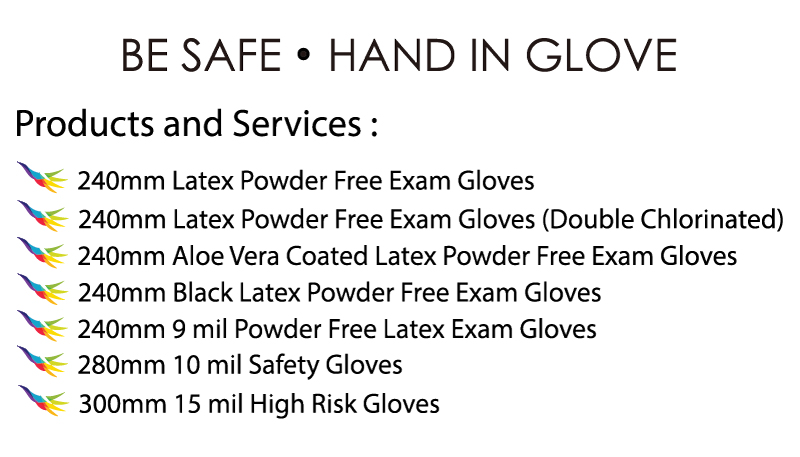 BE SAFE • HAND IN GLOVE
Products and Services :
240mm Latex Powder Free Exam Gloves
240mm Latex Powder Free Exam Gloves (Double Chlorinated)
240mm Aloe Vera Coated Latex Powder Free Exam Gloves
240mm Black Latex Powder Free Exam Gloves
240mm 9 mil Powder Free Latex Exam Gloves
280mm 10 mil Safety Gloves
300mm 15 mil High Risk Gloves